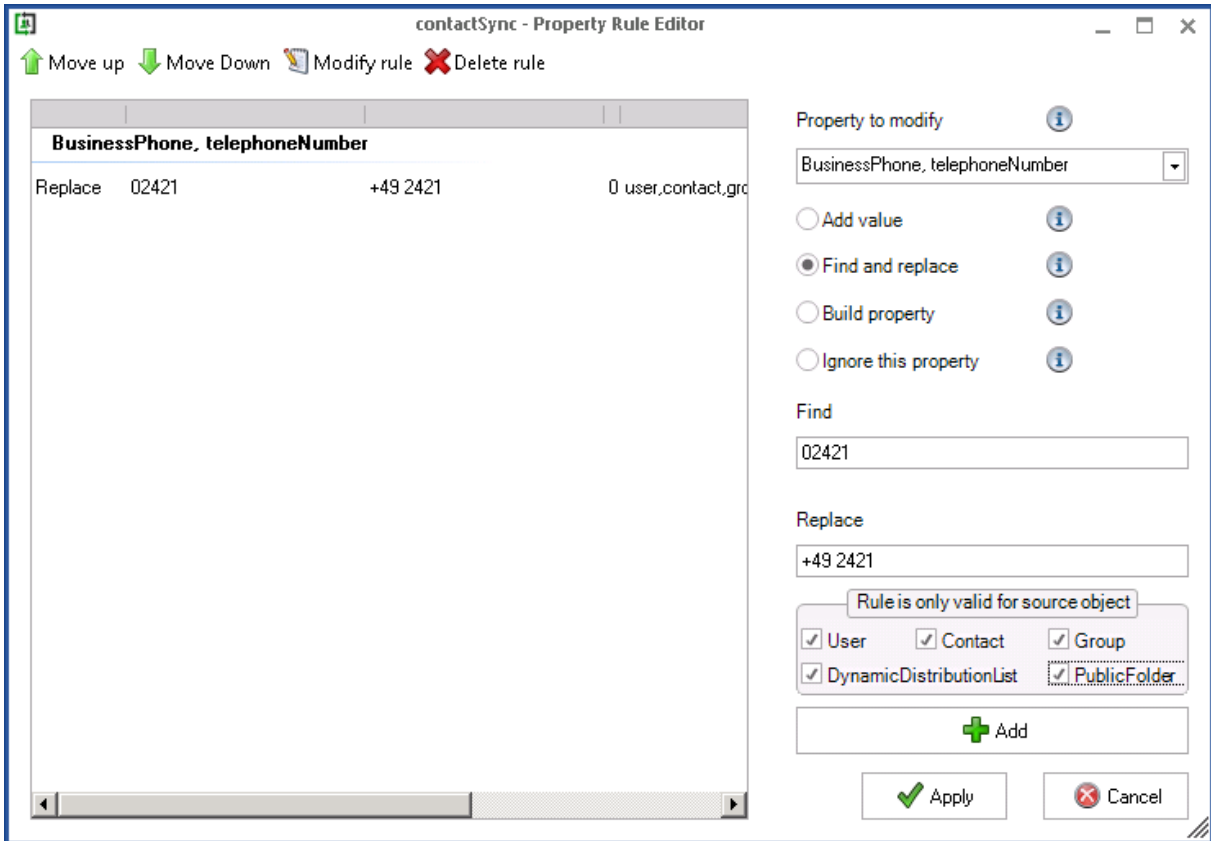 contactSync - Property Rule Editor
Move up Move Down Modify rule Delete rule
BusinessPhone, telephoneNumber
Replace 02421 +49 2421 0 user,contact,gro
Property to modify
BusinessPhone, telephoneNumber
Add value
Find and replace
Build property
Ignore this property
Find
02421
Replace
+49 2421
Rule is only valid for source object
User Contact Group
DynamicDistributionList PublicFolder
Add
Apply Cancel